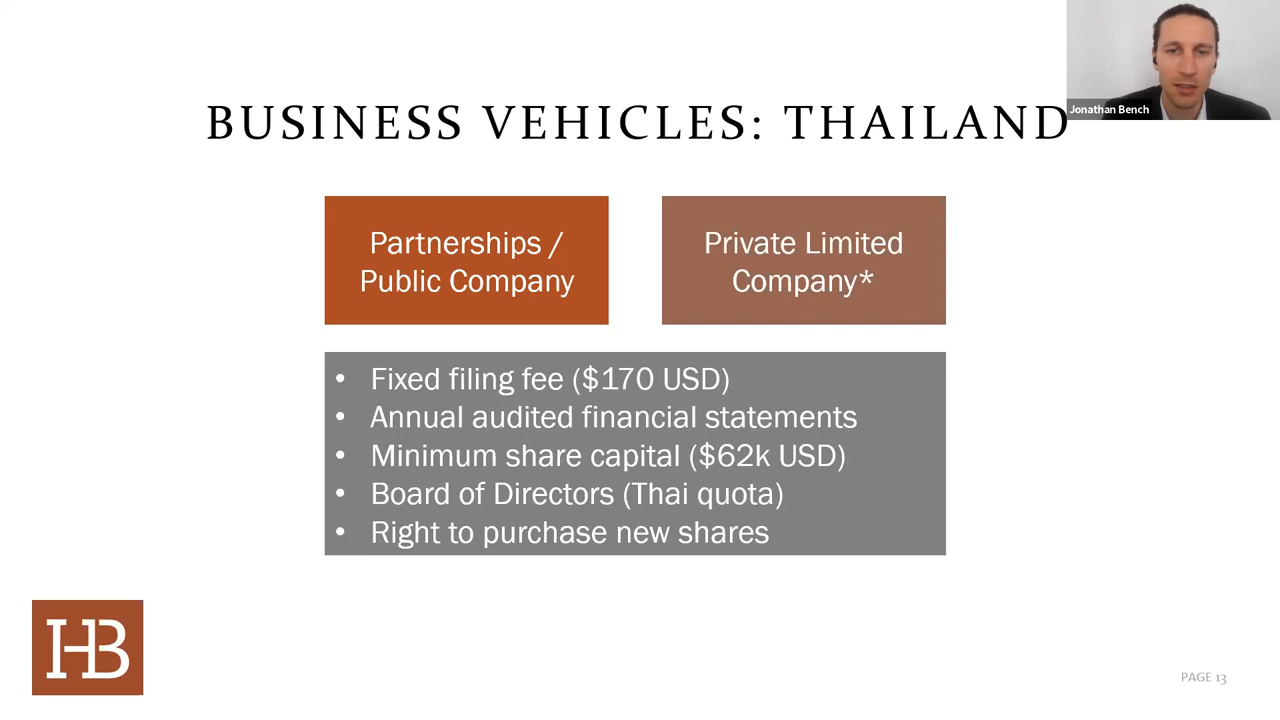 Jonathan Bench
BUSINESS VEHICLES: THAILAND
Partnerships /
Public Company
Private Limited
Company*
• Fixed filing fee ($170 USD)
• Annual audited financial statements
• Minimum share capital ($62k USD)
• Board of Directors (Thai quota)
• Right to purchase new shares
HB
PAGE 13